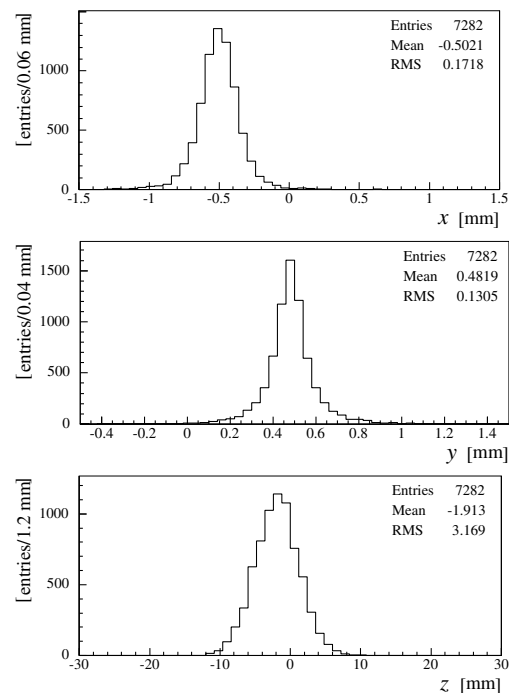 [entries/0.06 mm]
Entries 7282
Mean -0.5021
RMS 0.1718
1000
500
0
-1.5 -1 -0.5 0 0.5 1 1.5
x [mm]
[entries/0.04 mm]
Entries 7282
Mean 0.4819
RMS 0.1305
1500
1000
500
0
-0.4 -0.2 0 0.2 0.4 0.6 0.8 1 1.2 1.4
y [mm]
[entries/1.2 mm]
Entries 7282
Mean -1.913
RMS 3.169
1000
500
0
-30 -20 -10 0 10 20 30
z [mm]